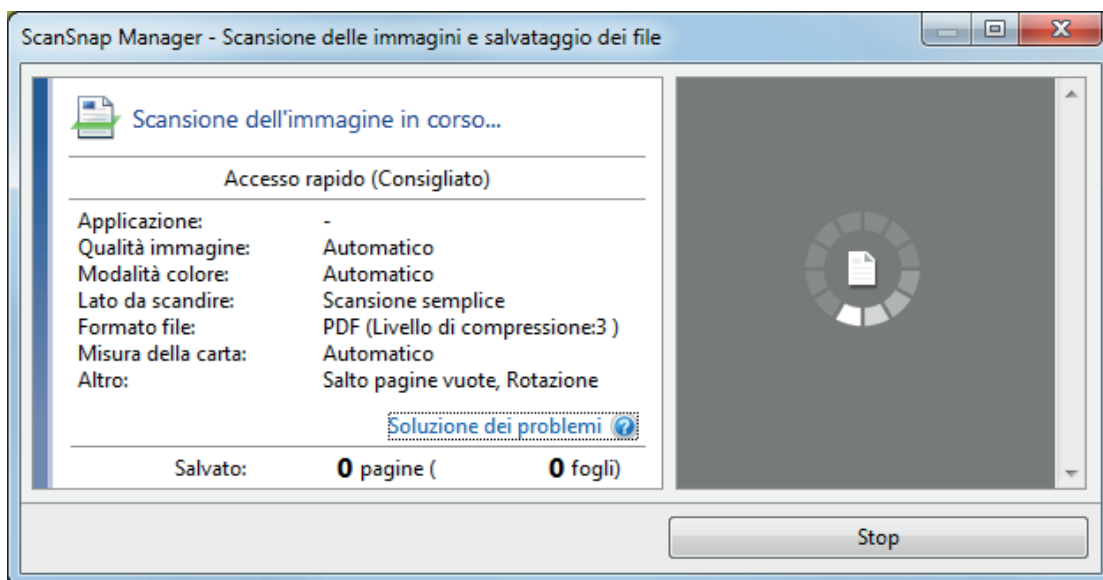 ScanSnap Manager - Scansione delle immagini e salvataggio dei file
Scansione dell'immagine in corso...
Accesso rapido (Consigliato)
Applicazione: -
Qualità immagine: Automatico
Modalità colore: Automatico
Lato da scandire: Scansione semplice
Formato file: PDF (Livello di compressione:3 )
Misura della carta: Automatico
Altro: Salto pagine vuote, Rotazione
Soluzione dei problemi ?
Salvato: 0 pagine ( 0 fogli)
Stop